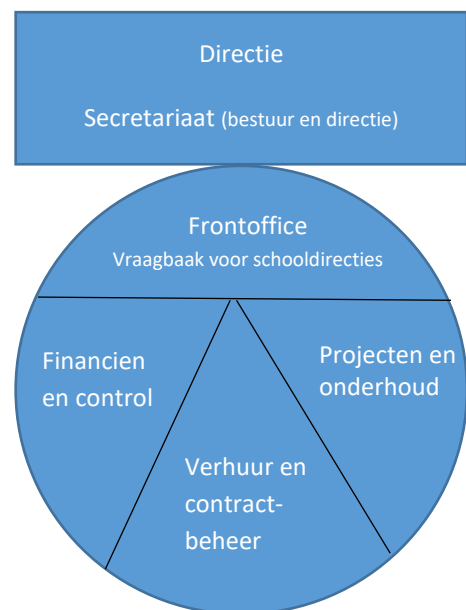 Directie
Secretariaat (bestuur en directie)
Frontoffice
Vraagbaak voor schooldirecties
Financien
en control
Projecten en
onderhoud
Verhuur en
contract-
beheer